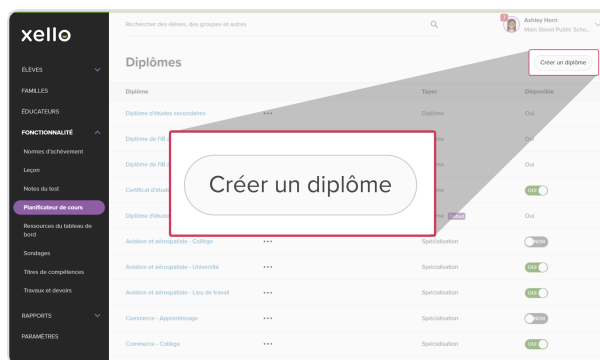 xello
Rechercher des élèves, des groupes et autres
7
Ashley Horn
Main Street Public Scho...
Diplômes
Créer un diplôme
ÉLÈVES
FAMILLES
ÉDUCATEURS
FONCTIONNALITÉ
Normes d'achèvement
Leçon
Notes du test
Planificateur de cours
Ressources du tableau de
bord
Sondages
Titres de compétences
Travaux et devoirs
RAPPORTS
PARAMÈTRES
Diplôme Taper Disponible
Diplôme d'études secondaires ••• Diplôme Oui
Diplôme de l'IB Oui
Diplôme de l'IB Oui
Certificat d'étude OUI
Diplôme d'étude Oui
Créer un diplôme
Aviation et aérospatiale - Collège ••• Spécialisation NON
Aviation et aérospatiale - Université ••• Spécialisation OUI
Aviation et aérospatiale - Lieu de travail ••• Spécialisation OUI
Commerce - Apprentissage ••• Spécialisation NON
Commerce - Collège ••• Spécialisation OUI